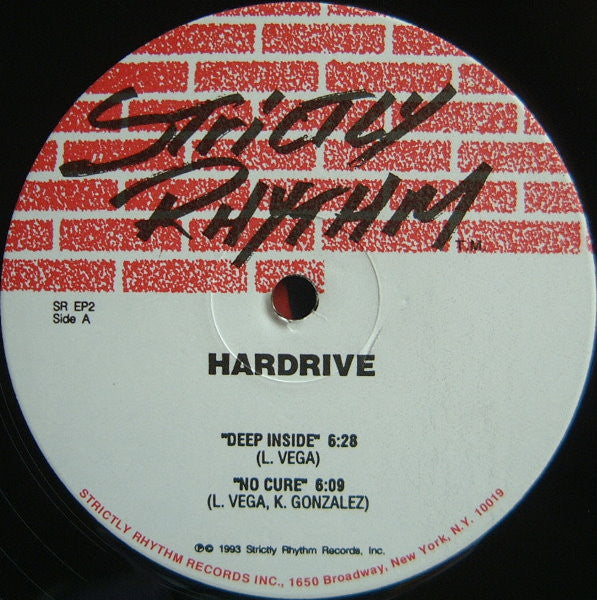 STRICTLY
RHYTHM
T.M.
SR EP2
Side A
HARDRIVE
"DEEP INSIDE" 6:28
(L. VEGA)
"NO CURE" 6:09
(L. VEGA, K. GONZALEZ)
℗© 1993 Strictly Rhythm Records, Inc.
STRICTLY RHYTHM RECORDS INC., 1650 Broadway, New York, N.Y. 10019